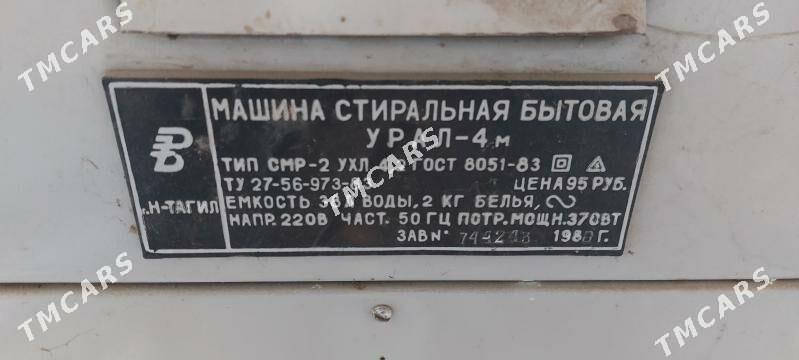 TMCARS
TMCARS
TMCARS
МАШИНА СТИРАЛЬНАЯ БЫТОВАЯ
УРАЛ-4м
ТИП СМР-2 УХЛ ГОСТ 8051-83
ТУ 27-56-973- ЦЕНА 95 РУБ.
г.Н-ТАГИЛ
ЕМКОСТЬ ВОДЫ, 2 КГ БЕЛЬЯ,
НАПР. 220В ЧАСТ. 50 ГЦ ПОТР. МОЩН. 370ВТ
ЗАВ №
TMCARS
TMCARS
TMCARS